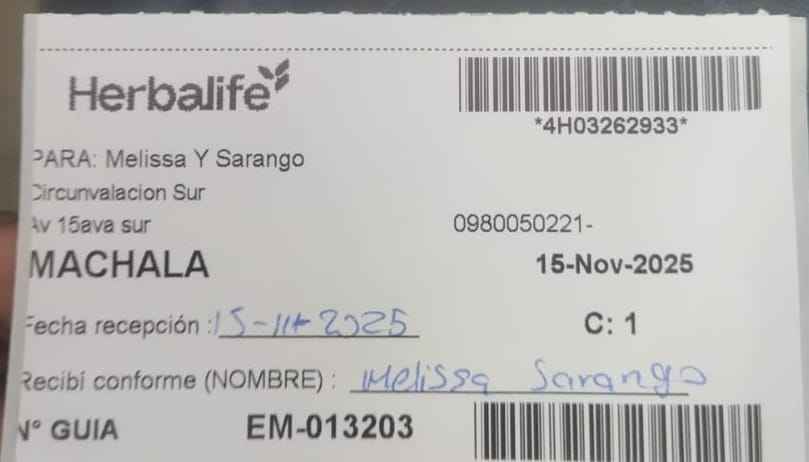 Herbalife
*4H03262933*
PARA: Melissa Y Sarango
Circunvalacion Sur
Av 15ava sur 0980050221-
MACHALA 15-Nov-2025
Fecha recepción : 15-11-2025 C: 1
Recibí conforme (NOMBRE) : Melissa Sarango
N° GUIA EM-013203